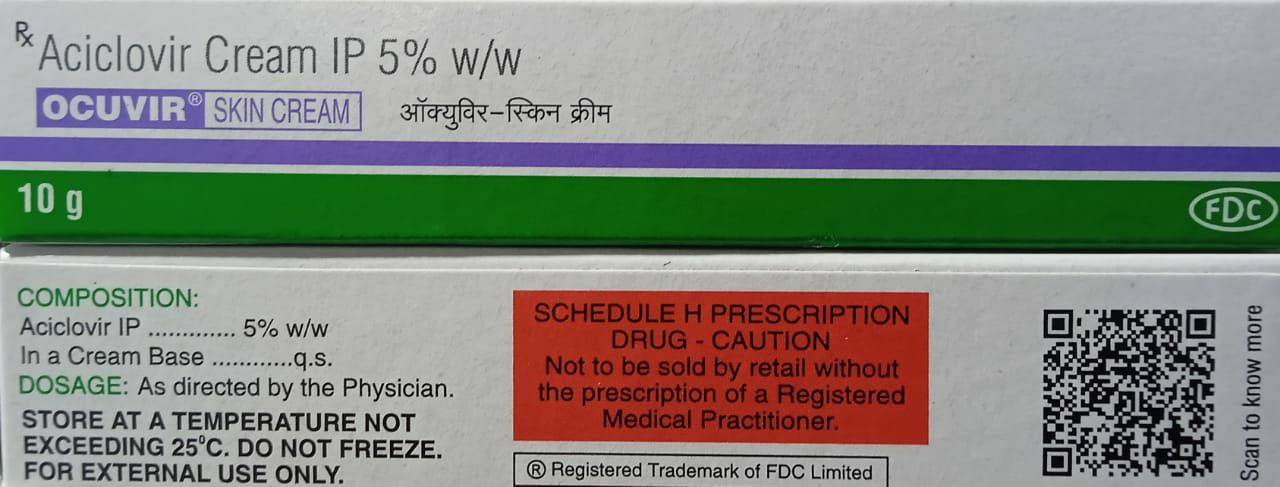 Rx Aciclovir Cream IP 5% w/w
OCUVIR® SKIN CREAM ऑक्युविर-स्किन क्रीम
10 g
FDC
COMPOSITION:
Aciclovir IP ............. 5% w/w
In a Cream Base ............q.s.
DOSAGE: As directed by the Physician.
STORE AT A TEMPERATURE NOT
EXCEEDING 25⁰C. DO NOT FREEZE.
FOR EXTERNAL USE ONLY.
SCHEDULE H PRESCRIPTION
DRUG - CAUTION
Not to be sold by retail without
the prescription of a Registered
Medical Practitioner.
® Registered Trademark of FDC Limited
Scan to know more